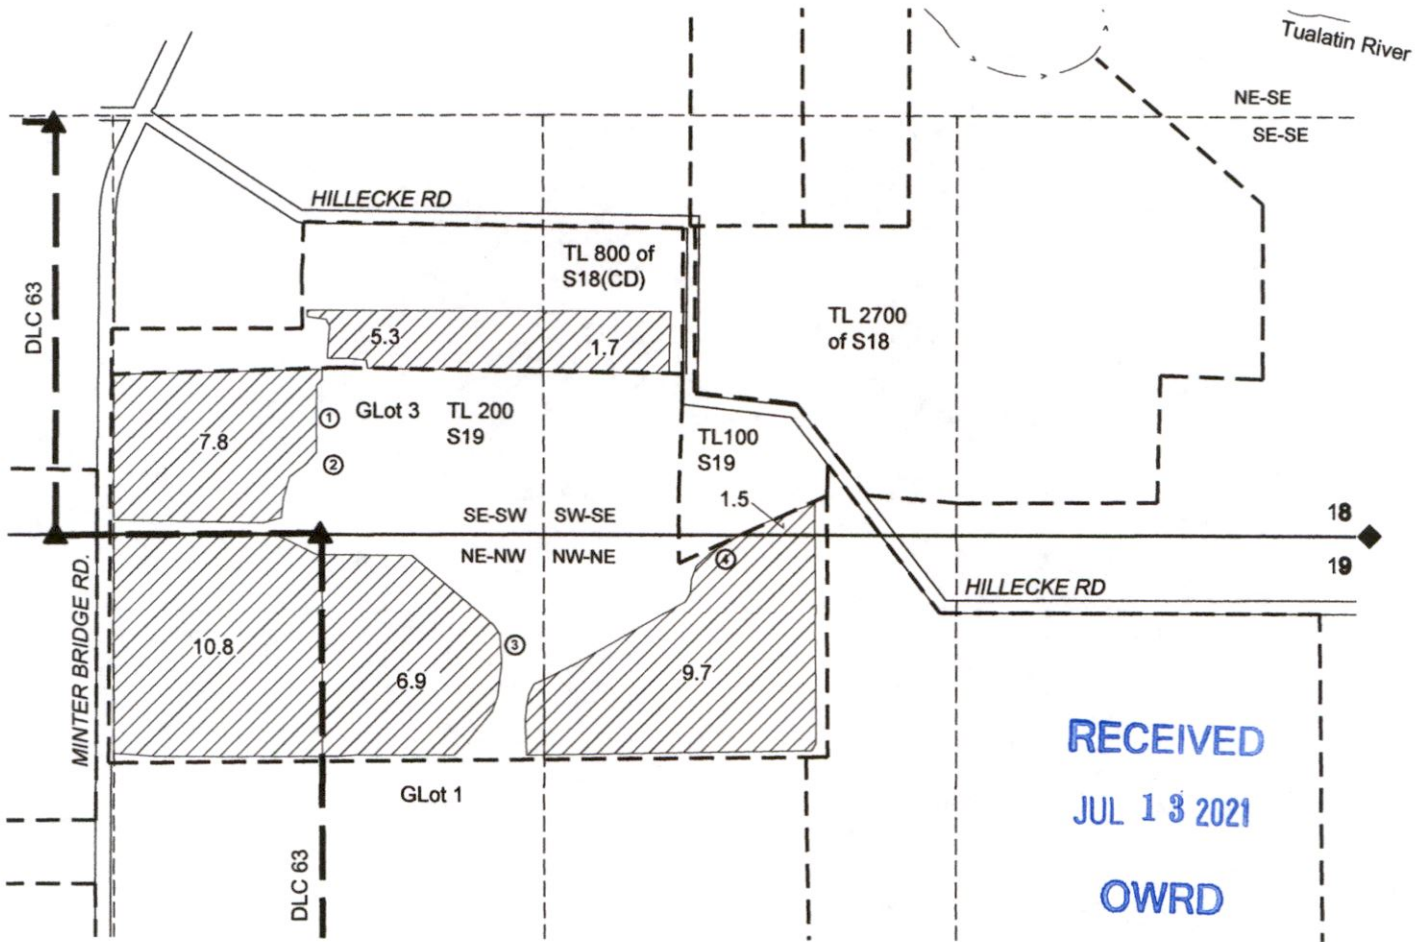 Tualatin River
NE-SE
SE-SE
HILLECKE RD
TL 800 of
S18(CD)
DLC 63
5.3
1.7
TL 2700
of S18
7.8
1
GLot 3
TL 200
S19
2
TL100
S19
1.5
SE-SW
SW-SE
18
NE-NW
NW-NE
4
19
HILLECKE RD
MINTER BRIDGE RD.
10.8
3
6.9
9.7
RECEIVED
GLot 1
JUL 13 2021
DLC 63
OWRD